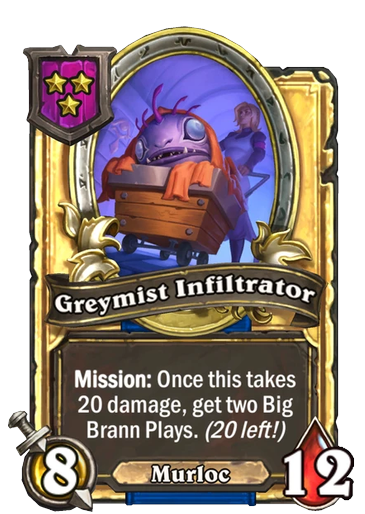 Greymist Infiltrator
Mission: Once this takes
20 damage, get two Big
Brann Plays. (20 left!)
8
Murloc
12